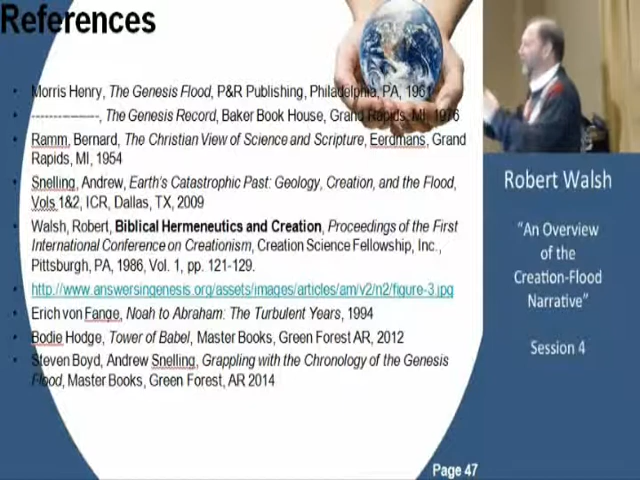 References
• Morris Henry, The Genesis Flood, P&R Publishing, Philadelphia, PA, 1961
• ----------------, The Genesis Record, Baker Book House, Grand Rapids, MI, 1976
• Ramm, Bernard, The Christian View of Science and Scripture, Eerdmans, Grand
Rapids, MI, 1954
• Snelling, Andrew, Earth's Catastrophic Past: Geology, Creation, and the Flood,
Vols 1&2, ICR, Dallas, TX, 2009
• Walsh, Robert, Biblical Hermeneutics and Creation, Proceedings of the First
International Conference on Creationism, Creation Science Fellowship, Inc.,
Pittsburgh, PA, 1986, Vol. 1, pp. 121-129.
• http://www.answersingenesis.org/assets/images/articles/am/v2/n2/figure-3.jpg
• Erich von Fange, Noah to Abraham: The Turbulent Years, 1994
• Bodie Hodge, Tower of Babel, Master Books, Green Forest AR, 2012
• Steven Boyd, Andrew Snelling, Grappling with the Chronology of the Genesis
Flood, Master Books, Green Forest, AR 2014
Page 47
Robert Walsh
"An Overview
of the
Creation-Flood
Narrative"
Session 4